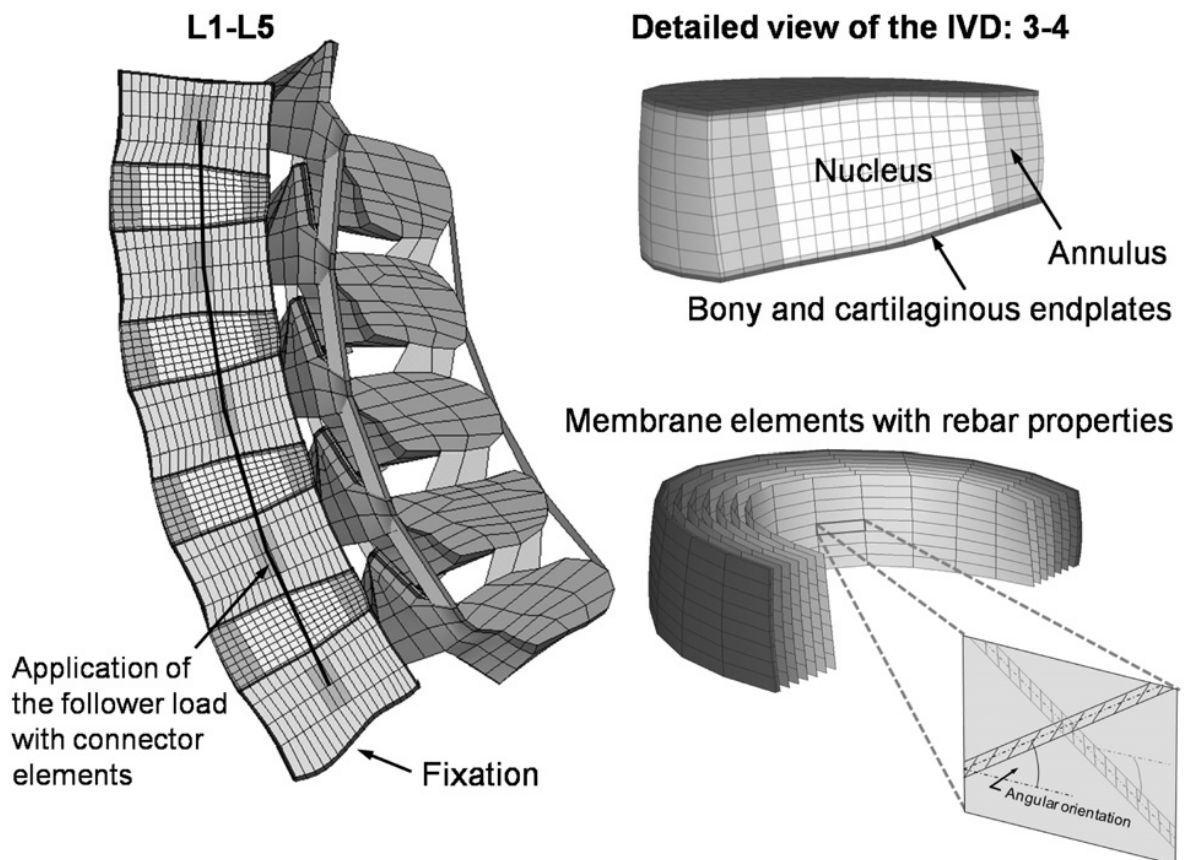 L1-L5
Detailed view of the IVD: 3-4
Nucleus
Annulus
Bony and cartilaginous endplates
Membrane elements with rebar properties
Application of
the follower load
with connector
elements
Fixation
Angular orientation